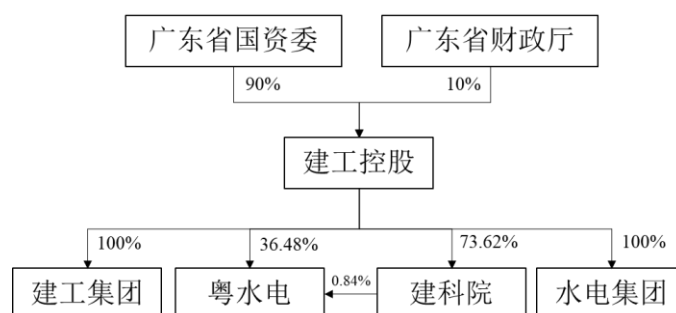 广东省国资委 广东省财政厅
90% 10%
建工控股
100% 36.48% 73.62% 100%
建工集团 粤水电 0.84% 建科院 水电集团